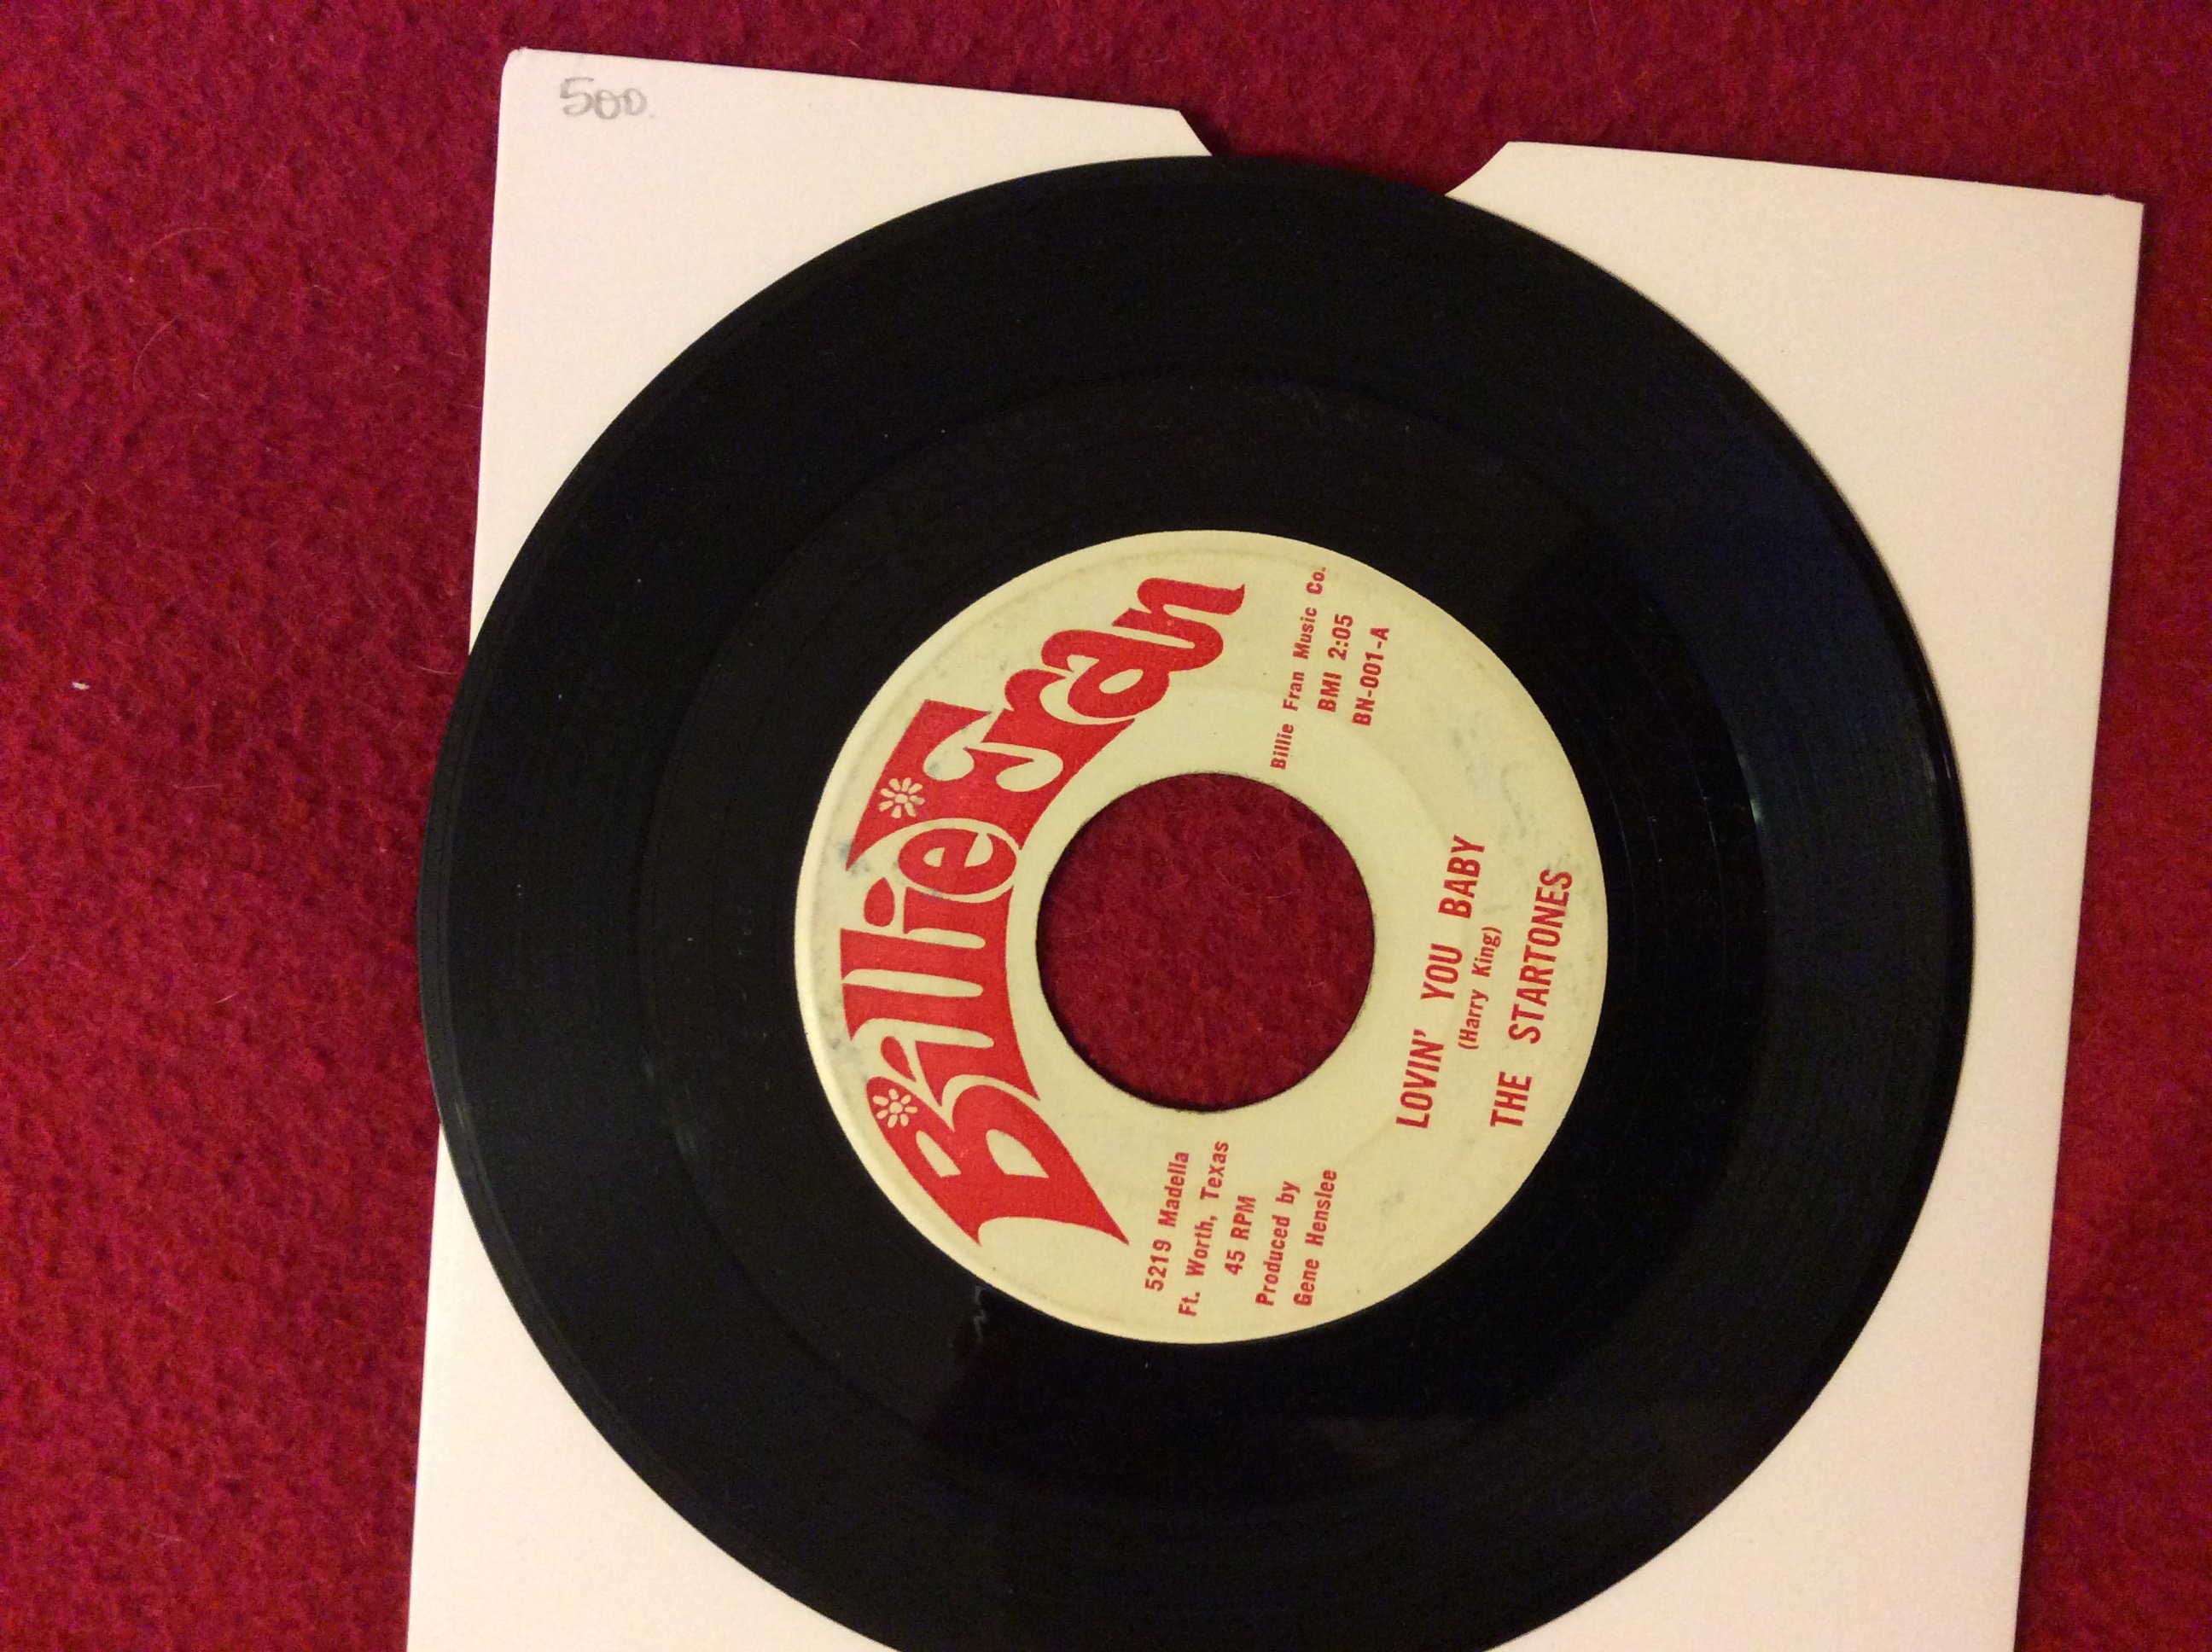 500
Billie Fran
5219 Madella
Ft. Worth, Texas
45 RPM
Produced by
Gene Henslee
Billie Fran Music Co.
BMI 2:05
BN-001-A
LOVIN' YOU BABY
(Harry King)
THE STARTONES